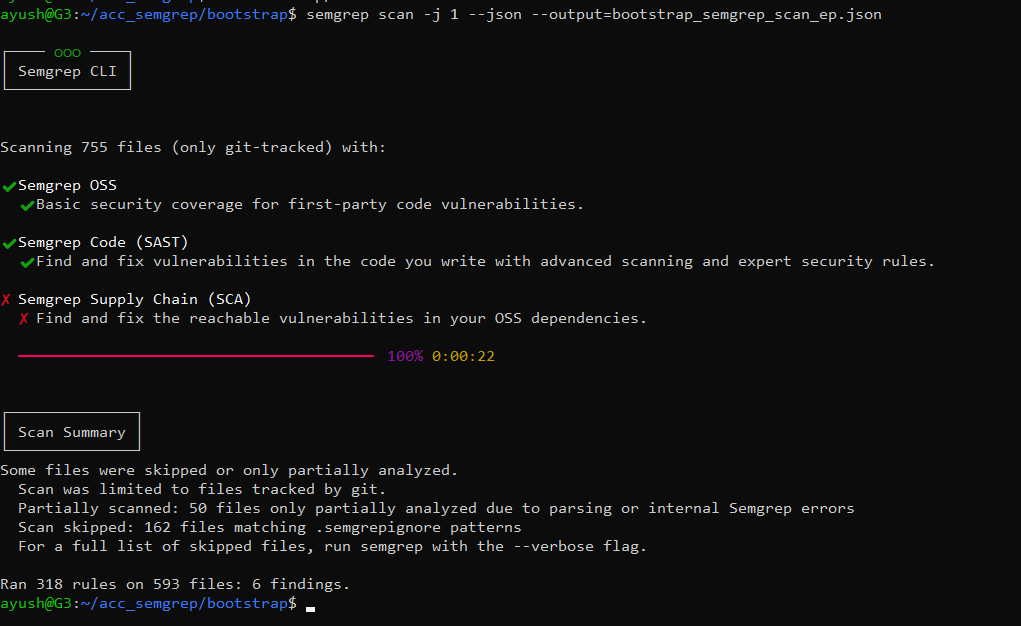 ayush@G3:~/acc_semgrep/bootstrap$ semgrep scan -j 1 --json --output=bootstrap_semgrep_scan_ep.json
ooo
Semgrep CLI
Scanning 755 files (only git-tracked) with:
✔Semgrep OSS
✔Basic security coverage for first-party code vulnerabilities.
✔Semgrep Code (SAST)
✔Find and fix vulnerabilities in the code you write with advanced scanning and expert security rules.
✘ Semgrep Supply Chain (SCA)
✘ Find and fix the reachable vulnerabilities in your OSS dependencies.
100% 0:00:22
Scan Summary
Some files were skipped or only partially analyzed.
Scan was limited to files tracked by git.
Partially scanned: 50 files only partially analyzed due to parsing or internal Semgrep errors
Scan skipped: 162 files matching .semgrepignore patterns
For a full list of skipped files, run semgrep with the --verbose flag.
Ran 318 rules on 593 files: 6 findings.
ayush@G3:~/acc_semgrep/bootstrap$